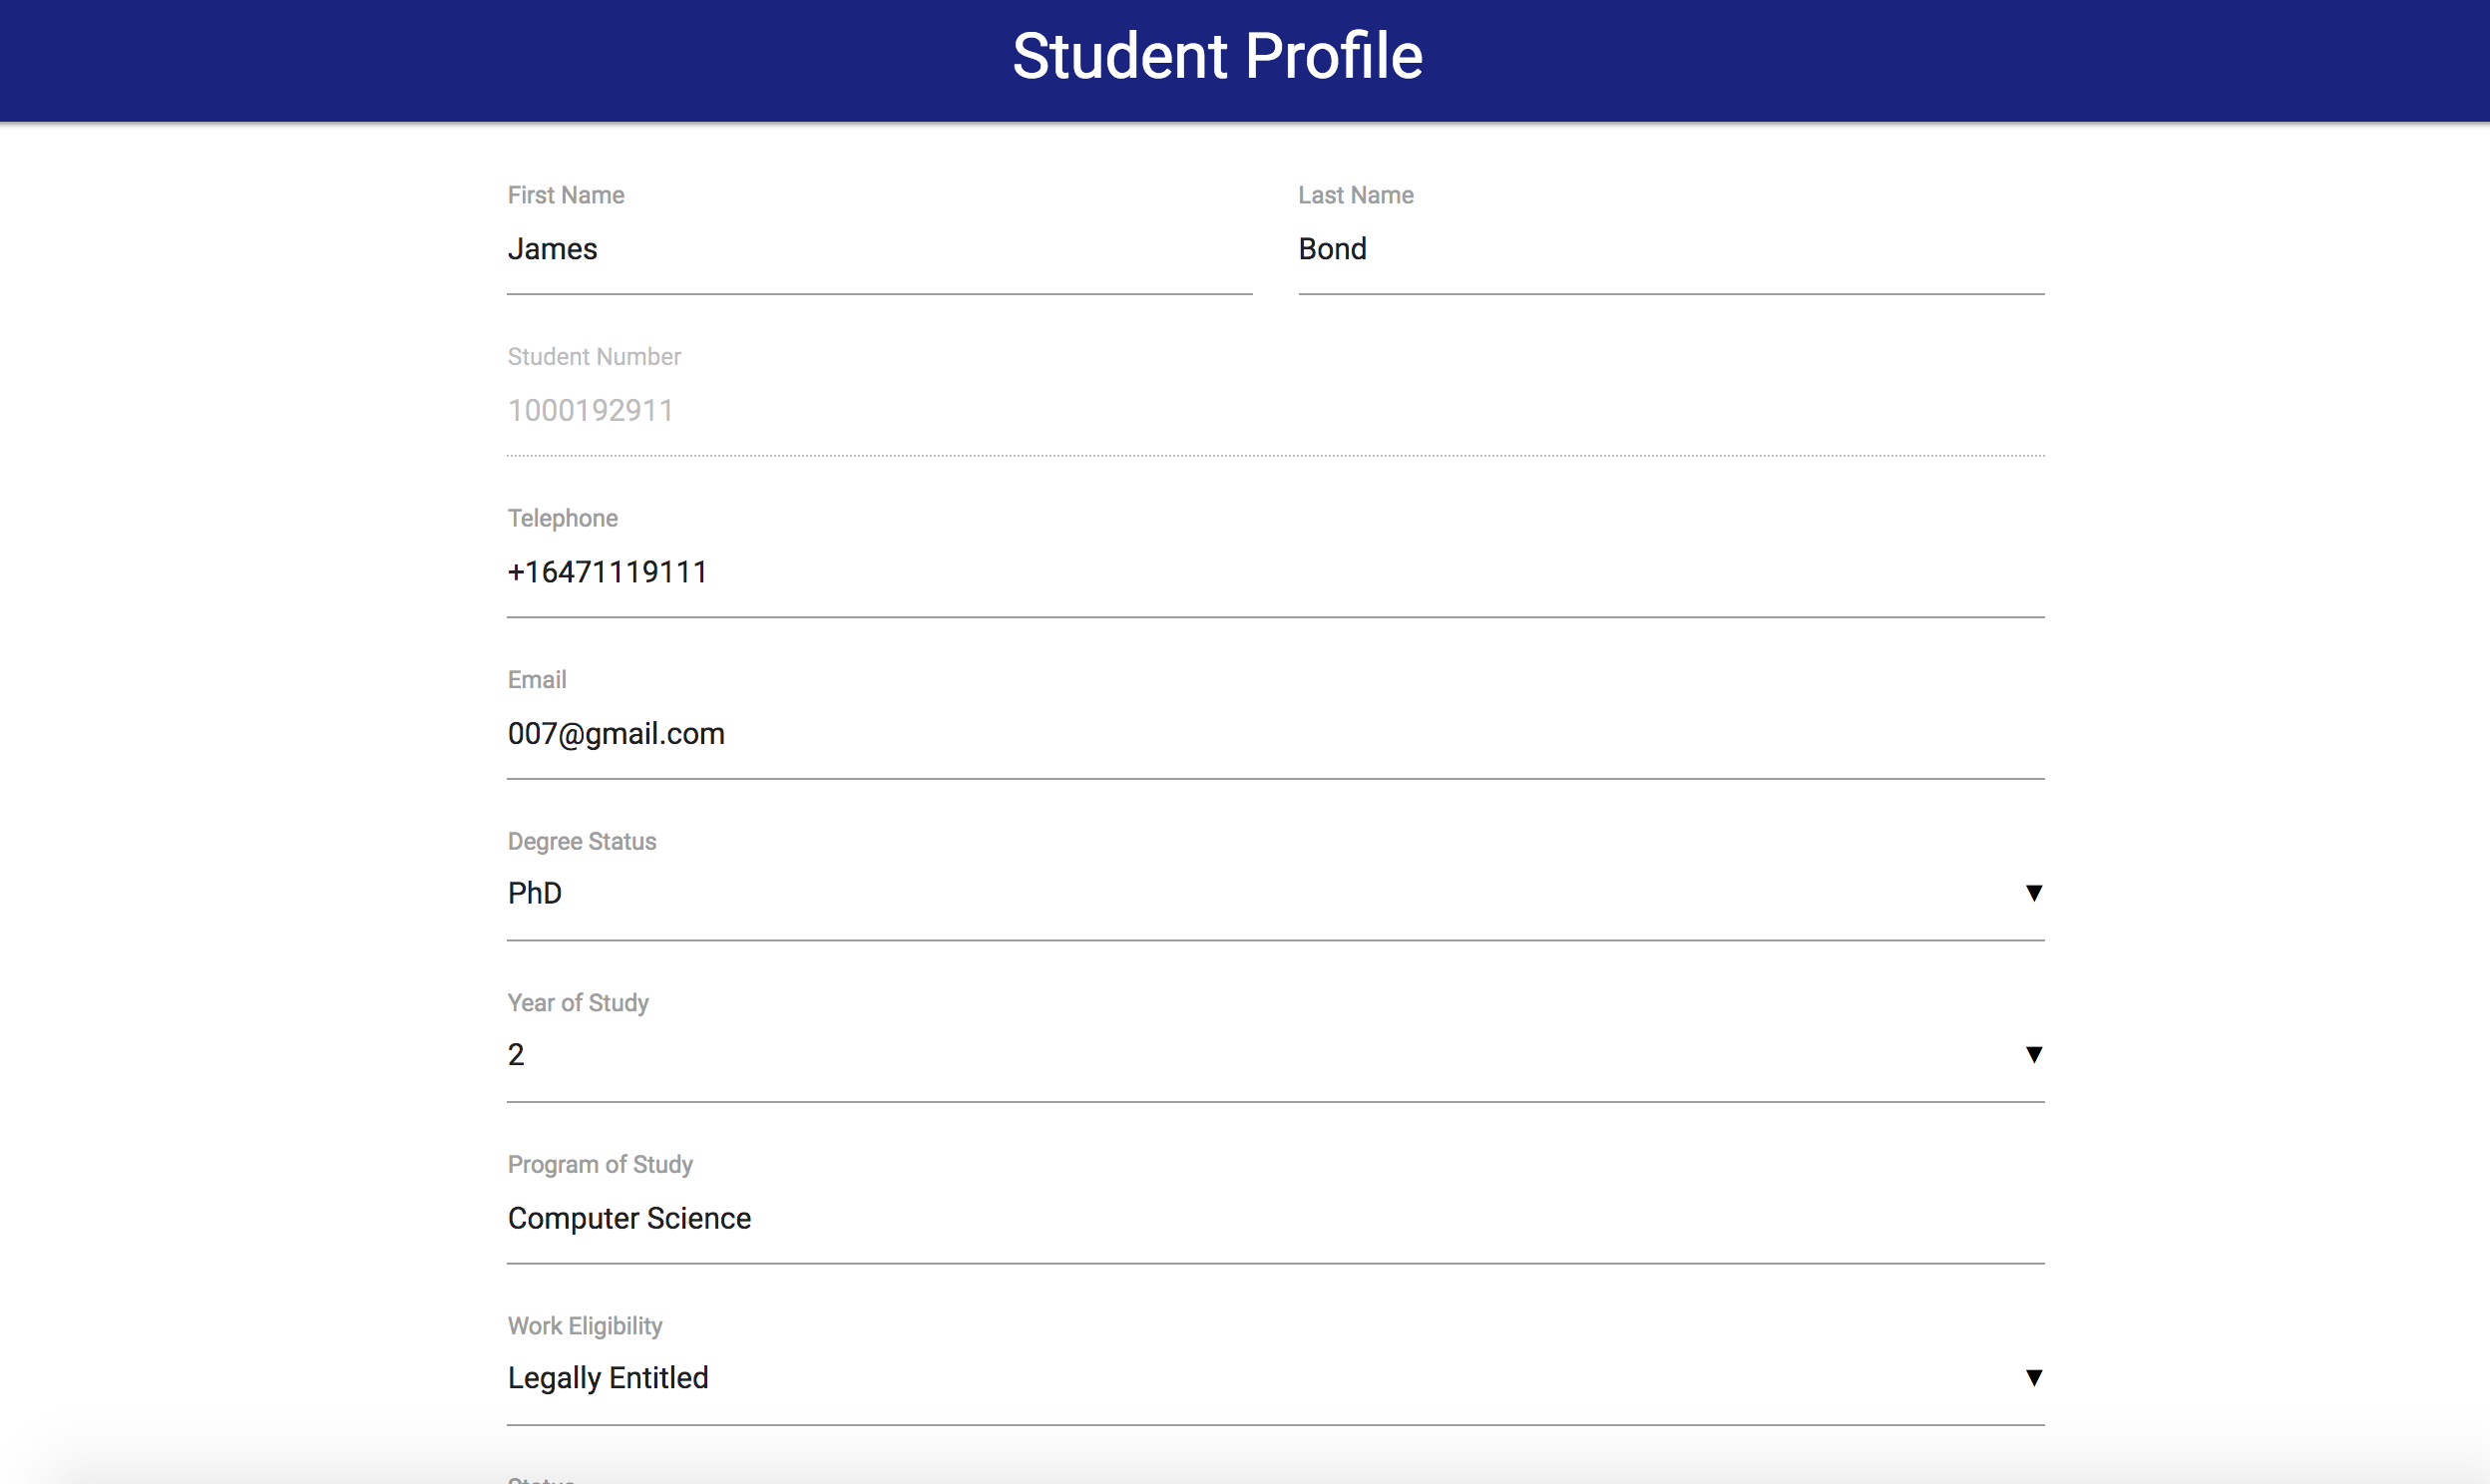 Student Profile
First Name Last Name
James Bond
Student Number
1000192911
Telephone
+16471119111
Email
007@gmail.com
Degree Status
PhD
Year of Study
2
Program of Study
Computer Science
Work Eligibility
Legally Entitled